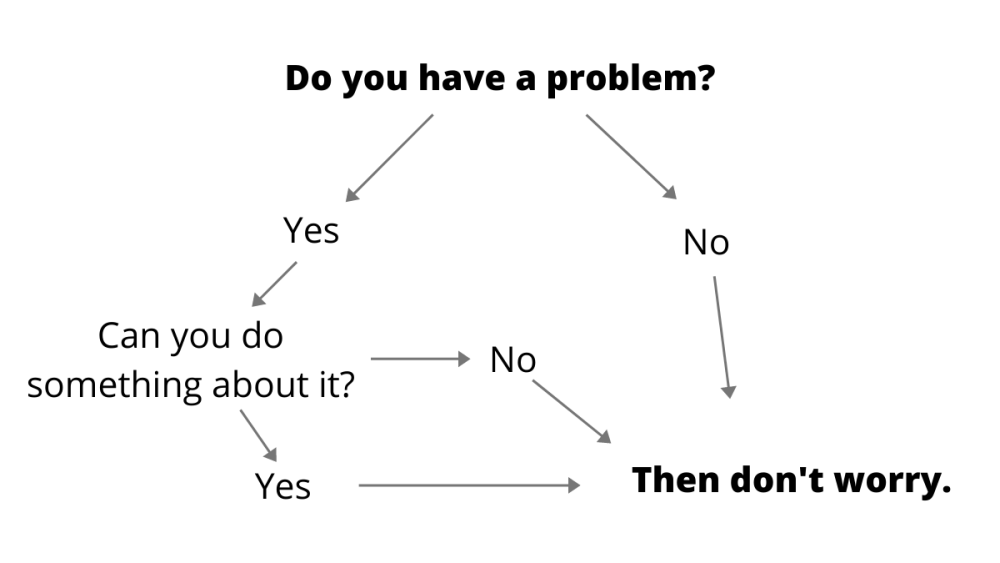 Do you have a problem?
Yes
No
Can you do
something about it?
No
Yes
Then don't worry.